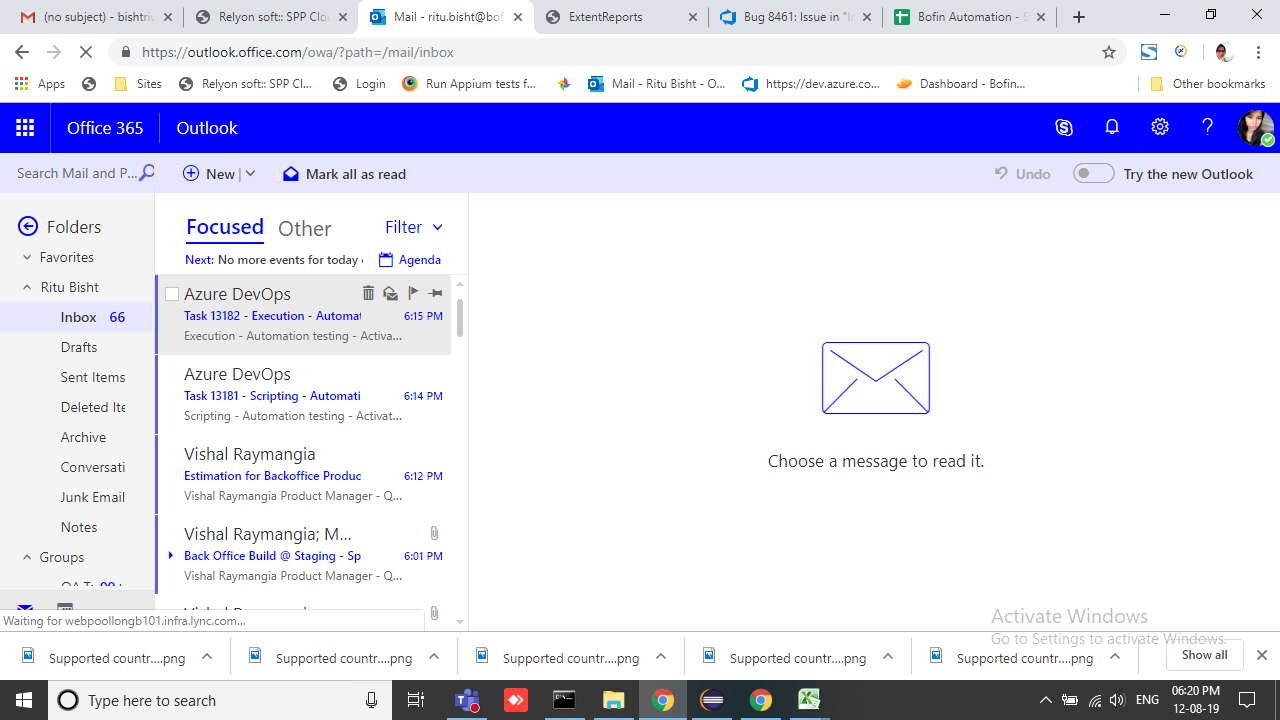 (no subject) - bishtriu
Relyon soft:: SPP Clou
Mail - ritu.bisht@bof
ExtentReports
Bug 8461: Issue in "In
Bofin Automation - S
https://outlook.office.com/owa/?path=/mail/inbox
Apps
Sites
Relyon soft:: SPP Cl...
Login
Run Appium tests f...
Mail - Ritu Bisht - O...
https://dev.azure.co...
Dashboard - Bofin...
Other bookmarks
Office 365
Outlook
Search Mail and P...
New
Mark all as read
Undo
Try the new Outlook
Folders
Favorites
Ritu Bisht
Inbox 66
Drafts
Sent Items
Deleted Ite
Archive
Conversati
Junk Email
Notes
Groups
Focused
Other
Filter
Next: No more events for today
Agenda
Azure DevOps
Task 13182 - Execution - Automat 6:15 PM
Execution - Automation testing - Activa...
Azure DevOps
Task 13181 - Scripting - Automati 6:14 PM
Scripting - Automation testing - Activat...
Vishal Raymangia
Estimation for Backoffice Produc 6:12 PM
Vishal Raymangia Product Manager - Q...
Vishal Raymangia; M...
Back Office Build @ Staging - Sp 6:01 PM
Vishal Raymangia Product Manager - Q...
Choose a message to read it.
Waiting for webpoollongb101.infra.lync.com...
Activate Windows
Go to Settings to activate Windows.
Supported countr....png
Supported countr....png
Supported countr....png
Supported countr....png
Supported countr....png
Show all
Type here to search
ENG
06:20 PM
12-08-19